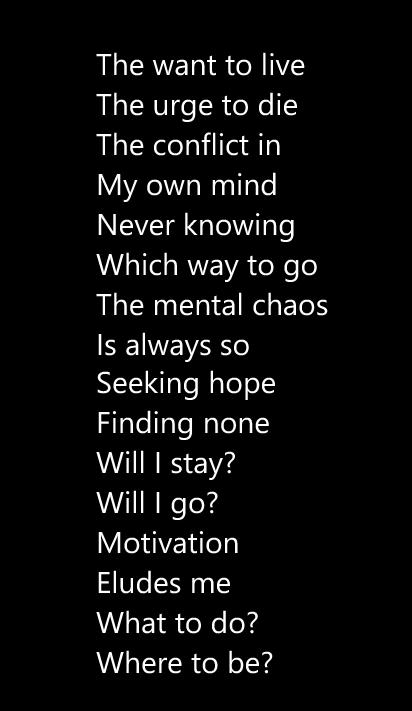 The want to live
The urge to die
The conflict in
My own mind
Never knowing
Which way to go
The mental chaos
Is always so
Seeking hope
Finding none
Will I stay?
Will I go?
Motivation
Eludes me
What to do?
Where to be?